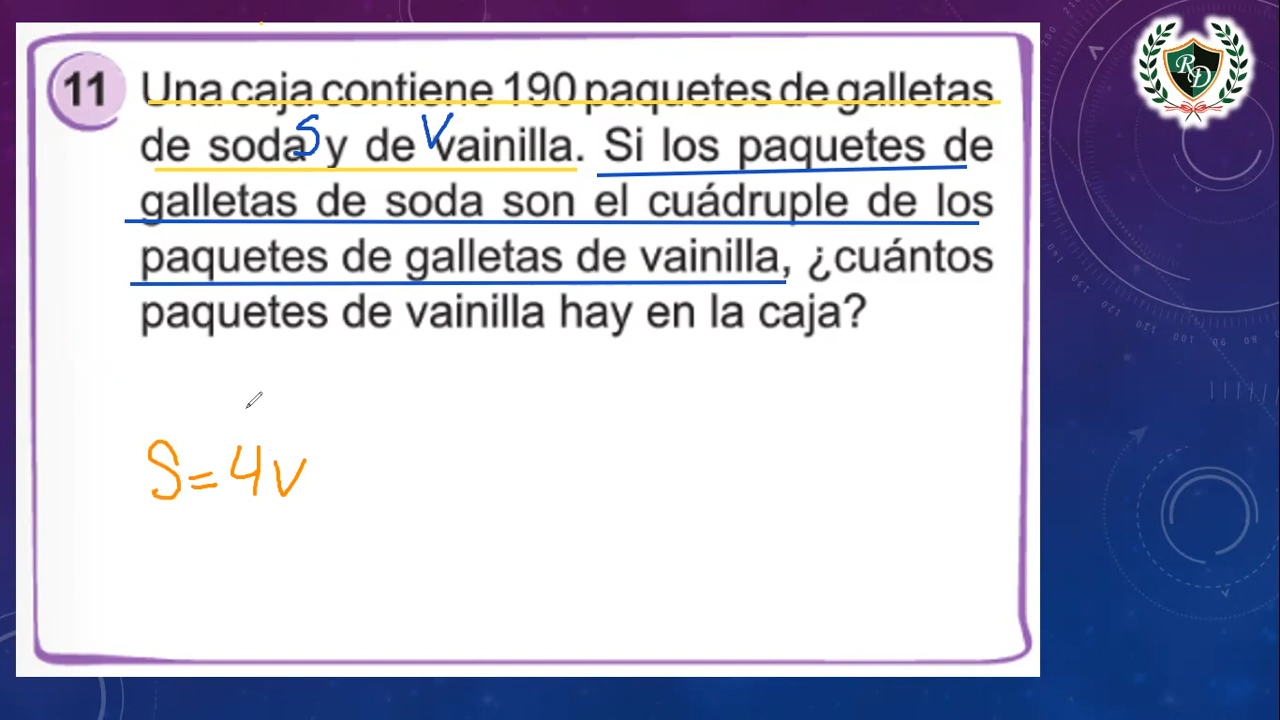 11 Una caja contiene 190 paquetes de galletas
de soda S y de V vainilla. Si los paquetes de
galletas de soda son el cuádruple de los
paquetes de galletas de vainilla, ¿cuántos
paquetes de vainilla hay en la caja?
S=4v
RD